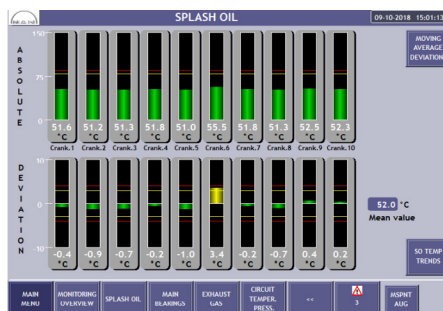 SPLASH OIL
09-10-2018 15:01:13
ABSOLUTE
150
75
0
51.6 51.2 51.3 51.8 51.0 55.5 51.8 51.3 52.5 52.3
°C °C °C °C °C °C °C °C °C °C
Crank.1 Crank.2 Crank.3 Crank.4 Crank.5 Crank.6 Crank.7 Crank.8 Crank.9 Crank.10
MOVING
AVERAGE
DEVIATION
DEVIATION
10
0
-10
-0.4 -0.9 -0.7 -0.2 -1.0 3.4 -0.2 -0.7 0.4 0.2
°C °C °C °C °C °C °C °C °C °C
52.0 °C
Mean value
SO TEMP
TRENDS
MAIN
MENU
MONITORING
OVERVIEW
SPLASH OIL
MAIN
BEARINGS
EXHAUST
GAS
CIRCUIT
TEMPER.
PRESS.
<<
3
MSPNT
AUG